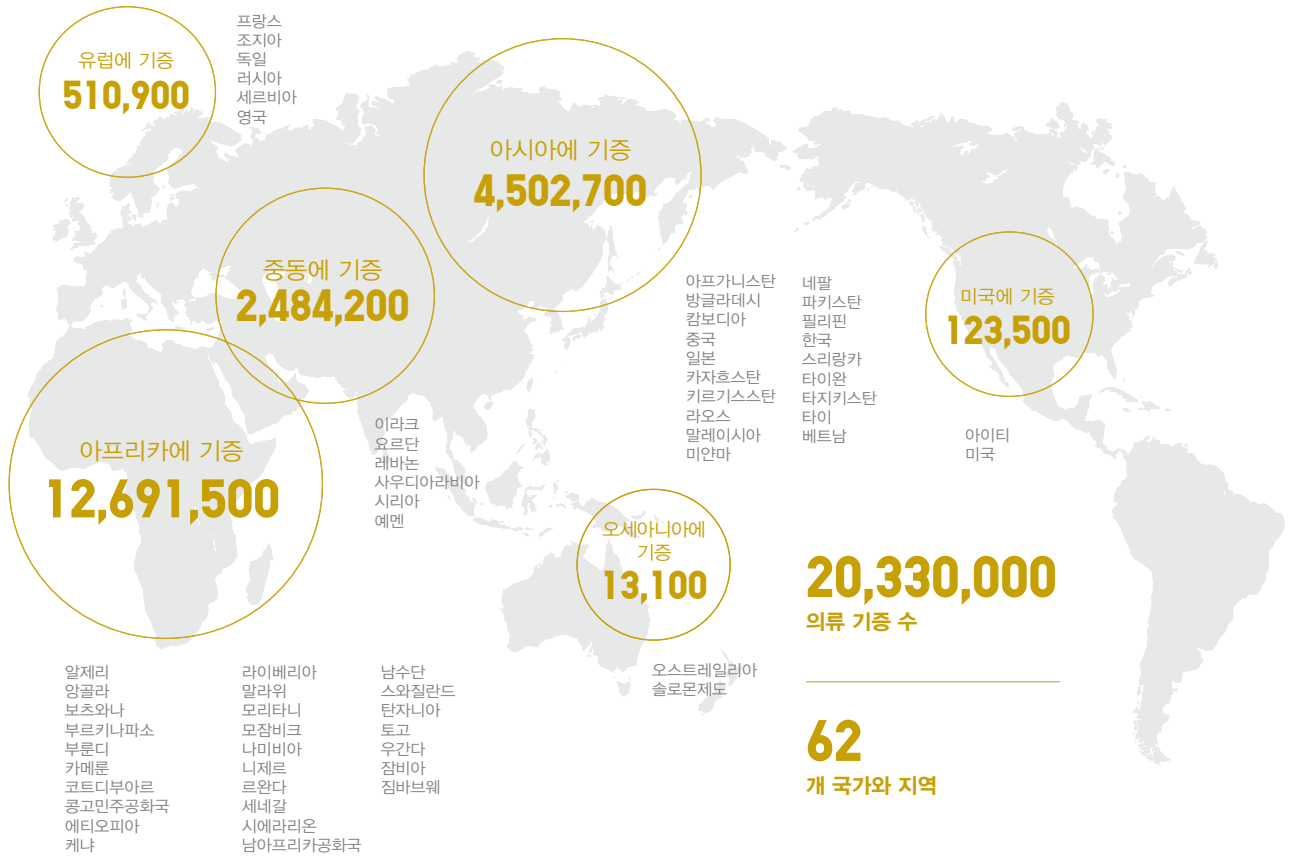 유럽에 기증
510,900
프랑스
조지아
독일
러시아
세르비아
영국
아시아에 기증
4,502,700
아프가니스탄
방글라데시
캄보디아
중국
일본
카자흐스탄
키르기스스탄
라오스
말레이시아
미얀마
네팔
파키스탄
필리핀
한국
스리랑카
타이완
타지키스탄
타이
베트남
중동에 기증
2,484,200
이라크
요르단
레바논
사우디아라비아
시리아
예멘
미국에 기증
123,500
아이티
미국
아프리카에 기증
12,691,500
알제리
앙골라
보츠와나
부르키나파소
부룬디
카메룬
코트디부아르
콩고민주공화국
에티오피아
케냐
라이베리아
말라위
모리타니
모잠비크
나미비아
니제르
르완다
세네갈
시에라리온
남아프리카공화국
남수단
스와질란드
탄자니아
토고
우간다
잠비아
짐바브웨
오세아니아에
기증
13,100
오스트레일리아
솔로몬제도
20,330,000
의류 기증 수
62
개 국가와 지역